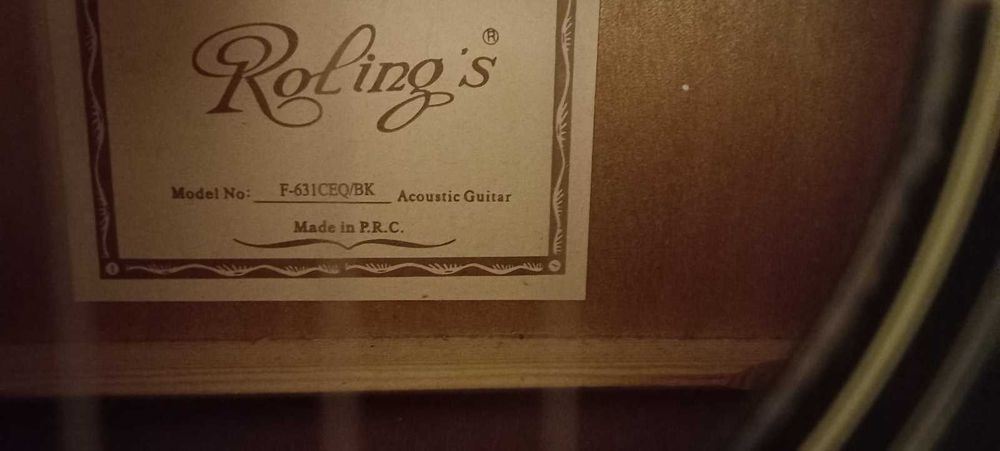 Roling's ®
Model No: F-631CEQ/BK Acoustic Guitar
Made in P.R.C.